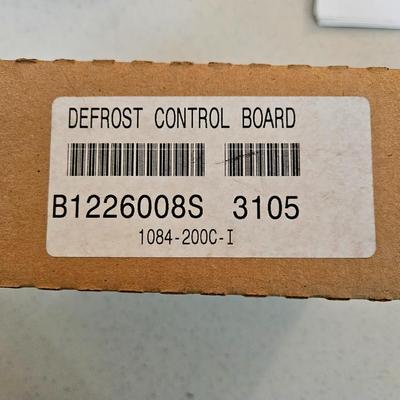 DEFROST CONTROL BOARD
B1226008S 3105
1084-200C-I